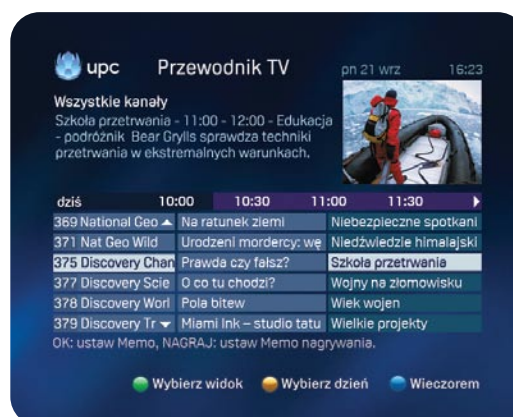 upc Przewodnik TV pn 21 wrz 16:23
Wszystkie kanały
Szkoła przetrwania - 11:00 - 12:00 - Edukacja
- podróżnik Bear Grylls sprawdza techniki
przetrwania w ekstremalnych warunkach.
dziś 10:00 10:30 11:00 11:30
369 National Geo Na ratunek ziemi Niebezpieczne spotkani
371 Nat Geo Wild Urodzeni mordercy: wę Niedźwiedzie himalajski
375 Discovery Chan Prawda czy fałsz? Szkoła przetrwania
377 Discovery Scie O co tu chodzi? Wojny na złomowisku
378 Discovery Worl Pola bitew Wiek wojen
379 Discovery Tr Miami Ink – studio tatu Wielkie projekty
OK: ustaw Memo, NAGRAJ: ustaw Memo nagrywania.
Wybierz widok Wybierz dzień Wieczorem